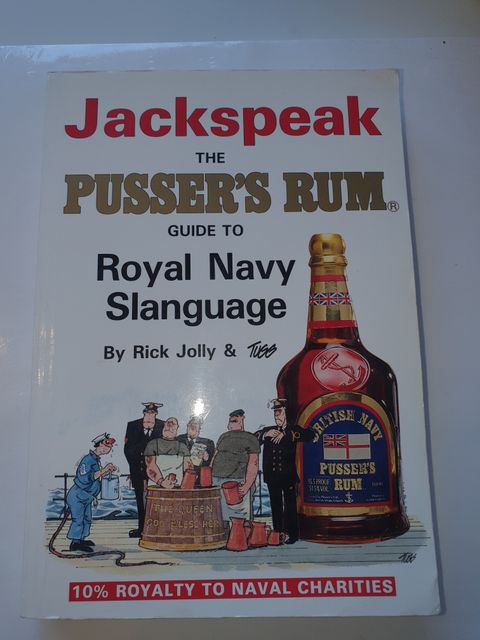 Jackspeak
THE
PUSSER'S RUM®
GUIDE TO
Royal Navy
Slanguage
By Rick Jolly & TUGG
BRITISH NAVY
PUSSER'S
RUM
THE QUEEN
GOD BLESS HER
TUGG
10% ROYALTY TO NAVAL CHARITIES